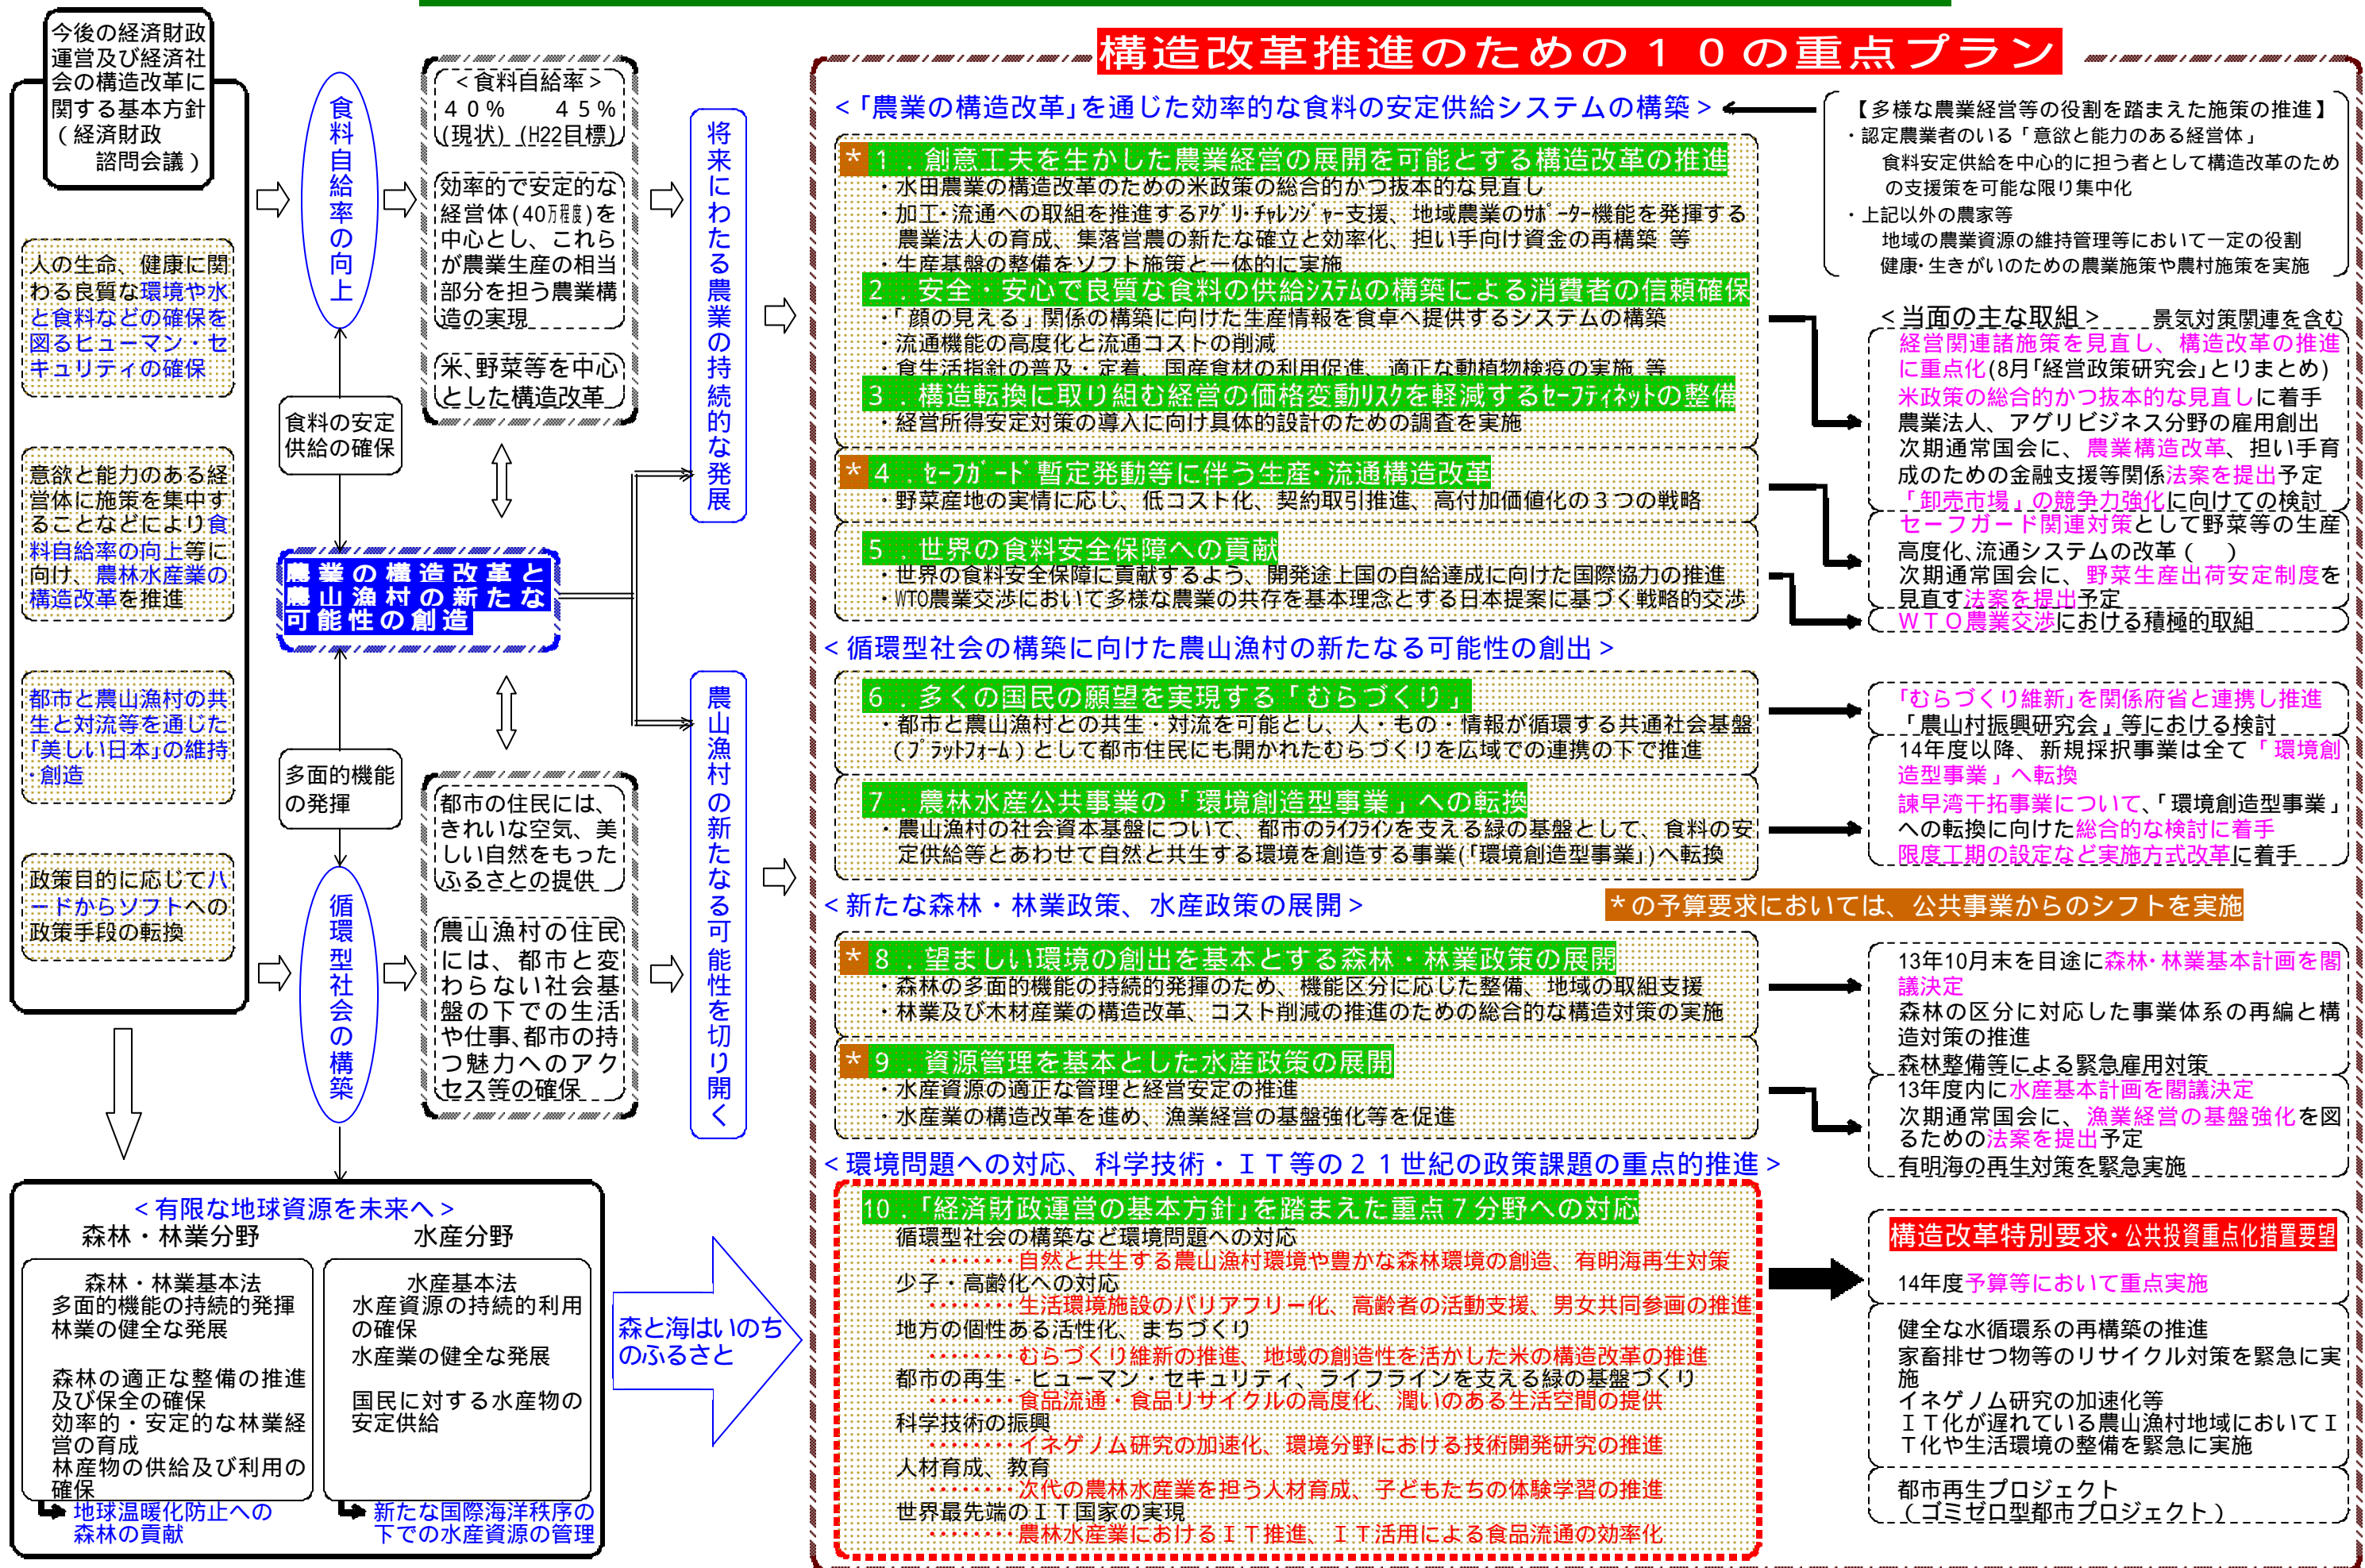 今後の経済財政
運営及び経済社
会の構造改革に
関する基本方針
（経済財政
諮問会議）
人の生命、健康に関
わる良質な環境や水
と食料などの確保を
図るヒューマン・セ
キュリティの確保
意欲と能力のある経
営体に施策を集中す
ることなどにより食
料自給率の向上等に
向け、農林水産業の
構造改革を推進
都市と農山漁村の共
生と対流等を通じた
「美しい日本」の維持
・創造
政策目的に応じてハ
ードからソフトへの
政策手段の転換
食料自給率の向上
食料の安定
供給の確保
農業の構造改革と
農山漁村の新たな
可能性の創造
多面的機能
の発揮
循環型社会の構築
＜食料自給率＞
４０％　４５％
(現状) (H22目標)
効率的で安定的な
経営体(40万程度)を
中心とし、これら
が農業生産の相当
部分を担う農業構
造の実現
米、野菜等を中心
とした構造改革
都市の住民には、
きれいな空気、美
しい自然をもった
ふるさとの提供
農山漁村の住民
には、都市と変
わらない社会基
盤の下での生活
や仕事、都市の持
つ魅力へのアク
セス等の確保
将来にわたる農業の持続的な発展
農山漁村の新たなる可能性を切り開く
＜有限な地球資源を未来へ＞
森林・林業分野
森林・林業基本法
多面的機能の持続的発揮
林業の健全な発展
森林の適正な整備の推進
及び保全の確保
効率的・安定的な林業経
営の育成
林産物の供給及び利用の
確保
地球温暖化防止への
森林の貢献
水産分野
水産基本法
水産資源の持続的利用
の確保
水産業の健全な発展
国民に対する水産物の
安定供給
新たな国際海洋秩序の
下での水産資源の管理
森と海はいのち
のふるさと
構造改革推進のための１０の重点プラン
＜「農業の構造改革」を通じた効率的な食料の安定供給システムの構築＞
＊１．創意工夫を生かした農業経営の展開を可能とする構造改革の推進
・水田農業の構造改革のための米政策の総合的かつ抜本的な見直し
・加工・流通への取組を推進するｱｸﾞﾘ・ﾁｬﾚﾝｼﾞｬｰ支援、地域農業のｻﾎﾟｰﾀｰ機能を発揮する
農業法人の育成、集落営農の新たな確立と効率化、担い手向け資金の再構築 等
・生産基盤の整備をソフト施策と一体的に実施
２．安全・安心で良質な食料の供給ｼｽﾃﾑの構築による消費者の信頼確保
・「顔の見える」関係の構築に向けた生産情報を食卓へ提供するシステムの構築
・流通機能の高度化と流通コストの削減
・食生活指針の普及・定着、国産食材の利用促進、適正な動植物検疫の実施 等
３．構造転換に取り組む経営の価格変動ﾘｽｸを軽減するｾｰﾌﾃｨﾈｯﾄの整備
・経営所得安定対策の導入に向け具体的設計のための調査を実施
＊４．ｾｰﾌｶﾞｰﾄﾞ暫定発動等に伴う生産・流通構造改革
・野菜産地の実情に応じ、低コスト化、契約取引推進、高付加価値化の３つの戦略
５．世界の食料安全保障への貢献
・世界の食料安全保障に貢献するよう、開発途上国の自給達成に向けた国際協力の推進
・WTO農業交渉において多様な農業の共存を基本理念とする日本提案に基づく戦略的交渉
＜循環型社会の構築に向けた農山漁村の新たなる可能性の創出＞
６．多くの国民の願望を実現する「むらづくり」
・都市と農山漁村との共生・対流を可能とし、人・もの・情報が循環する共通社会基盤
（ﾌﾟﾗｯﾄﾌｫｰﾑ）として都市住民にも開かれたむらづくりを広域での連携の下で推進
７．農林水産公共事業の「環境創造型事業」への転換
・農山漁村の社会資本基盤について、都市のﾗｲﾌﾗｲﾝを支える緑の基盤として、食料の安
定供給等とあわせて自然と共生する環境を創造する事業(「環境創造型事業」)へ転換
＜新たな森林・林業政策、水産政策の展開＞
＊の予算要求においては、公共事業からのシフトを実施
＊８．望ましい環境の創出を基本とする森林・林業政策の展開
・森林の多面的機能の持続的発揮のため、機能区分に応じた整備、地域の取組支援
・林業及び木材産業の構造改革、コスト削減の推進のための総合的な構造対策の実施
＊９．資源管理を基本とした水産政策の展開
・水産資源の適正な管理と経営安定の推進
・水産業の構造改革を進め、漁業経営の基盤強化等を促進
＜環境問題への対応、科学技術・ＩＴ等の２１世紀の政策課題の重点的推進＞
10．「経済財政運営の基本方針」を踏まえた重点７分野への対応
循環型社会の構築など環境問題への対応
・・・・・・・・自然と共生する農山漁村環境や豊かな森林環境の創造、有明海再生対策
少子・高齢化への対応
・・・・・・・・生活環境施設のバリアフリー化、高齢者の活動支援、男女共同参画の推進
地方の個性ある活性化、まちづくり
・・・・・・・・むらづくり維新の推進、地域の創造性を活かした米の構造改革の推進
都市の再生－ヒューマン・セキュリティ、ライフラインを支える緑の基盤づくり
・・・・・・・・食品流通・食品リサイクルの高度化、潤いのある生活空間の提供
科学技術の振興
・・・・・・・・イネゲノム研究の加速化、環境分野における技術開発研究の推進
人材育成、教育
・・・・・・・・次代の農林水産業を担う人材育成、子どもたちの体験学習の推進
世界最先端のＩＴ国家の実現
・・・・・・・・農林水産業におけるＩＴ推進、ＩＴ活用による食品流通の効率化
【多様な農業経営等の役割を踏まえた施策の推進】
・認定農業者のいる「意欲と能力のある経営体」
食料安定供給を中心的に担う者として構造改革のため
の支援策を可能な限り集中化
・上記以外の農家等
地域の農業資源の維持管理等において一定の役割
健康・生きがいのための農業施策や農村施策を実施
＜当面の主な取組＞　景気対策関連を含む
経営関連諸施策を見直し、構造改革の推進
に重点化(8月「経営政策研究会」とりまとめ)
米政策の総合的かつ抜本的な見直しに着手
農業法人、アグリビジネス分野の雇用創出
次期通常国会に、農業構造改革、担い手育
成のための金融支援等関係法案を提出予定
「卸売市場」の競争力強化に向けての検討
セーフガード関連対策として野菜等の生産
高度化、流通システムの改革（　）
次期通常国会に、野菜生産出荷安定制度を
見直す法案を提出予定
ＷＴＯ農業交渉における積極的取組
「むらづくり維新」を関係府省と連携し推進
「農山村振興研究会」等における検討
14年度以降、新規採択事業は全て「環境創
造型事業」へ転換
諫早湾干拓事業について、「環境創造型事業」
への転換に向けた総合的な検討に着手
限度工期の設定など実施方式改革に着手
13年10月末を目途に森林・林業基本計画を閣
議決定
森林の区分に対応した事業体系の再編と構
造対策の推進
森林整備等による緊急雇用対策
13年度内に水産基本計画を閣議決定
次期通常国会に、漁業経営の基盤強化を図
るための法案を提出予定
有明海の再生対策を緊急実施
構造改革特別要求・公共投資重点化措置要望
14年度予算等において重点実施
健全な水循環系の再構築の推進
家畜排せつ物等のリサイクル対策を緊急に実
施
イネゲノム研究の加速化等
ＩＴ化が遅れている農山漁村地域においてＩ
Ｔ化や生活環境の整備を緊急に実施
都市再生プロジェクト
（ゴミゼロ型都市プロジェクト）